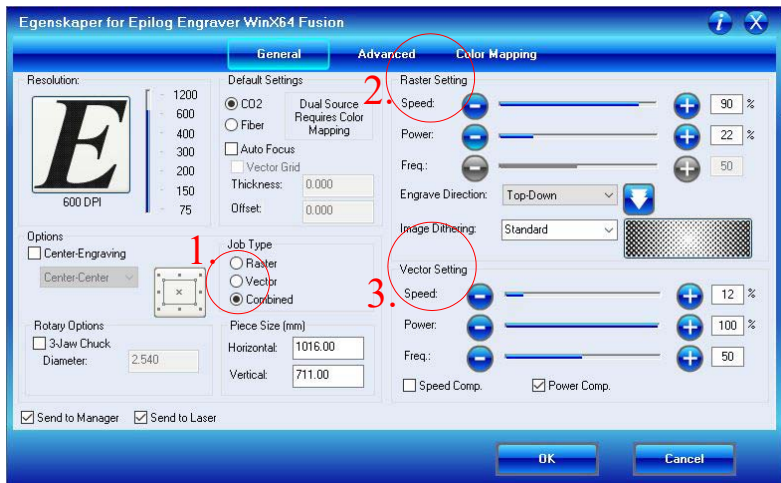 Egenskaper for Epilog Engraver WinX64 Fusion
i X
General Advanced Color Mapping
Resolution:
E
600 DPI
1200
600
400
300
200
150
75
Default Settings
CO2
Fiber
Dual Source
Requires Color
Mapping
Auto Focus
Vector Grid
Thickness: 0.000
Offset: 0.000
2.
Raster Setting
Speed: 90 %
Power: 22 %
Freq.: 50
Engrave Direction: Top-Down
Image Dithering: Standard
Options
Center-Engraving
Center-Center
1.
Job Type
Raster
Vector
Combined
3.
Vector Setting
Speed: 12 %
Power: 100 %
Freq.: 50
Speed Comp. Power Comp.
Rotary Options
3-Jaw Chuck
Diameter: 2.540
Piece Size (mm)
Horizontal: 1016.00
Vertical: 711.00
Send to Manager Send to Laser
OK Cancel